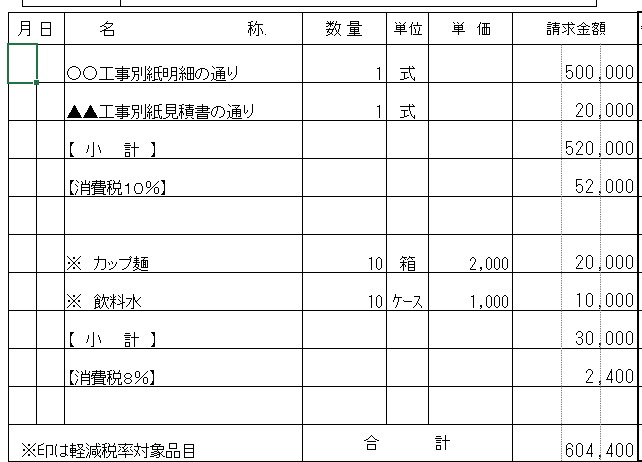 月 日 名 称. 数 量 単位 単 価 請求金額
○○工事別紙明細の通り 1 式 500,000
▲▲工事別紙見積書の通り 1 式 20,000
【 小 計 】 520,000
【消費税10%】 52,000
※ カップ麺 10 箱 2,000 20,000
※ 飲料水 10 ケース 1,000 10,000
【 小 計 】 30,000
【消費税8%】 2,400
※印は軽減税率対象品目 合 計 604,400